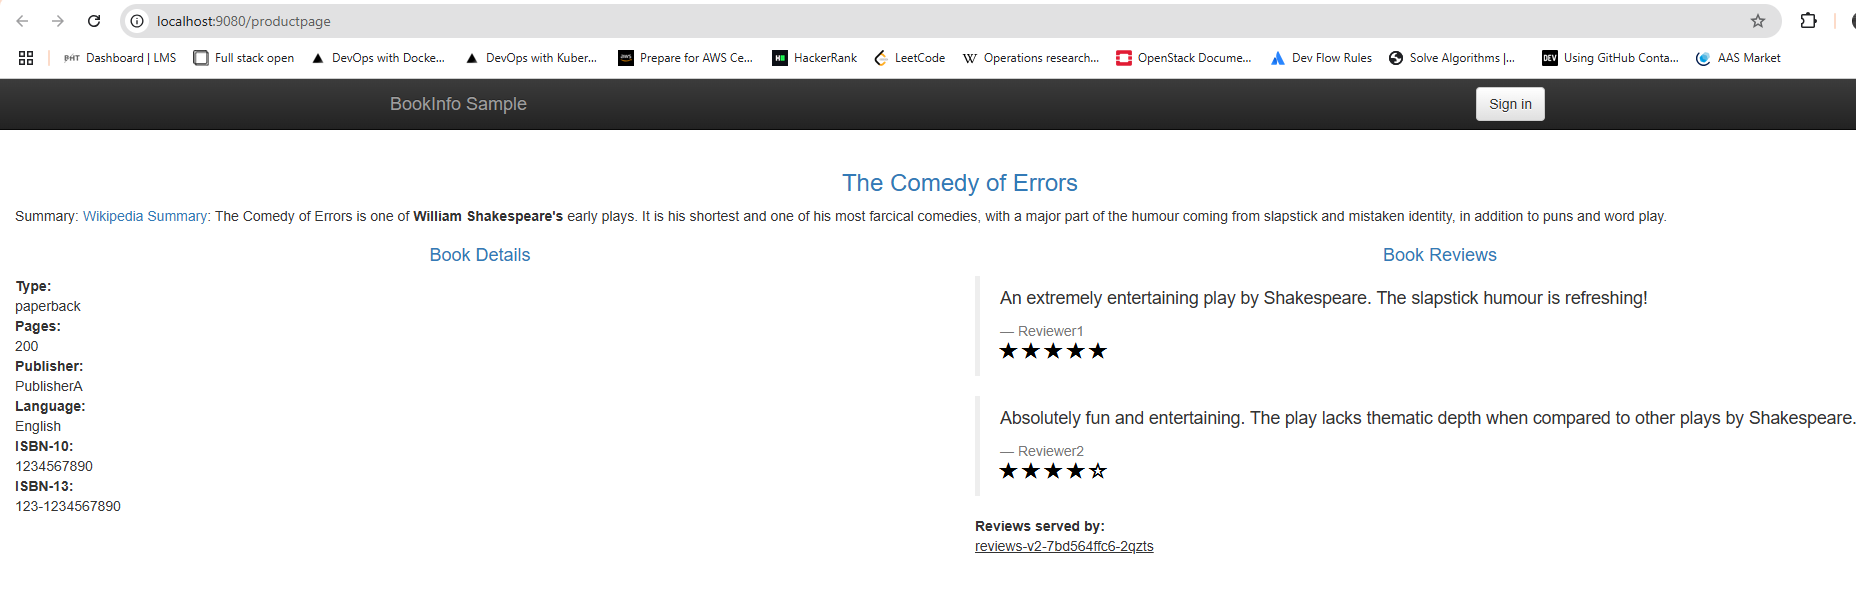 localhost:9080/productpage
Dashboard | LMS Full stack open DevOps with Docke... DevOps with Kuber... Prepare for AWS Ce... HackerRank LeetCode Operations research... OpenStack Docume... Dev Flow Rules Solve Algorithms |... Using GitHub Conta... AAS Market
BookInfo Sample Sign in
The Comedy of Errors
Summary: Wikipedia Summary: The Comedy of Errors is one of William Shakespeare's early plays. It is his shortest and one of his most farcical comedies, with a major part of the humour coming from slapstick and mistaken identity, in addition to puns and word play.
Book Details
Type:
paperback
Pages:
200
Publisher:
PublisherA
Language:
English
ISBN-10:
1234567890
ISBN-13:
123-1234567890
Book Reviews
An extremely entertaining play by Shakespeare. The slapstick humour is refreshing!
— Reviewer1
★★★★★
Absolutely fun and entertaining. The play lacks thematic depth when compared to other plays by Shakespeare.
— Reviewer2
★★★★☆
Reviews served by:
reviews-v2-7bd564ffc6-2qzts